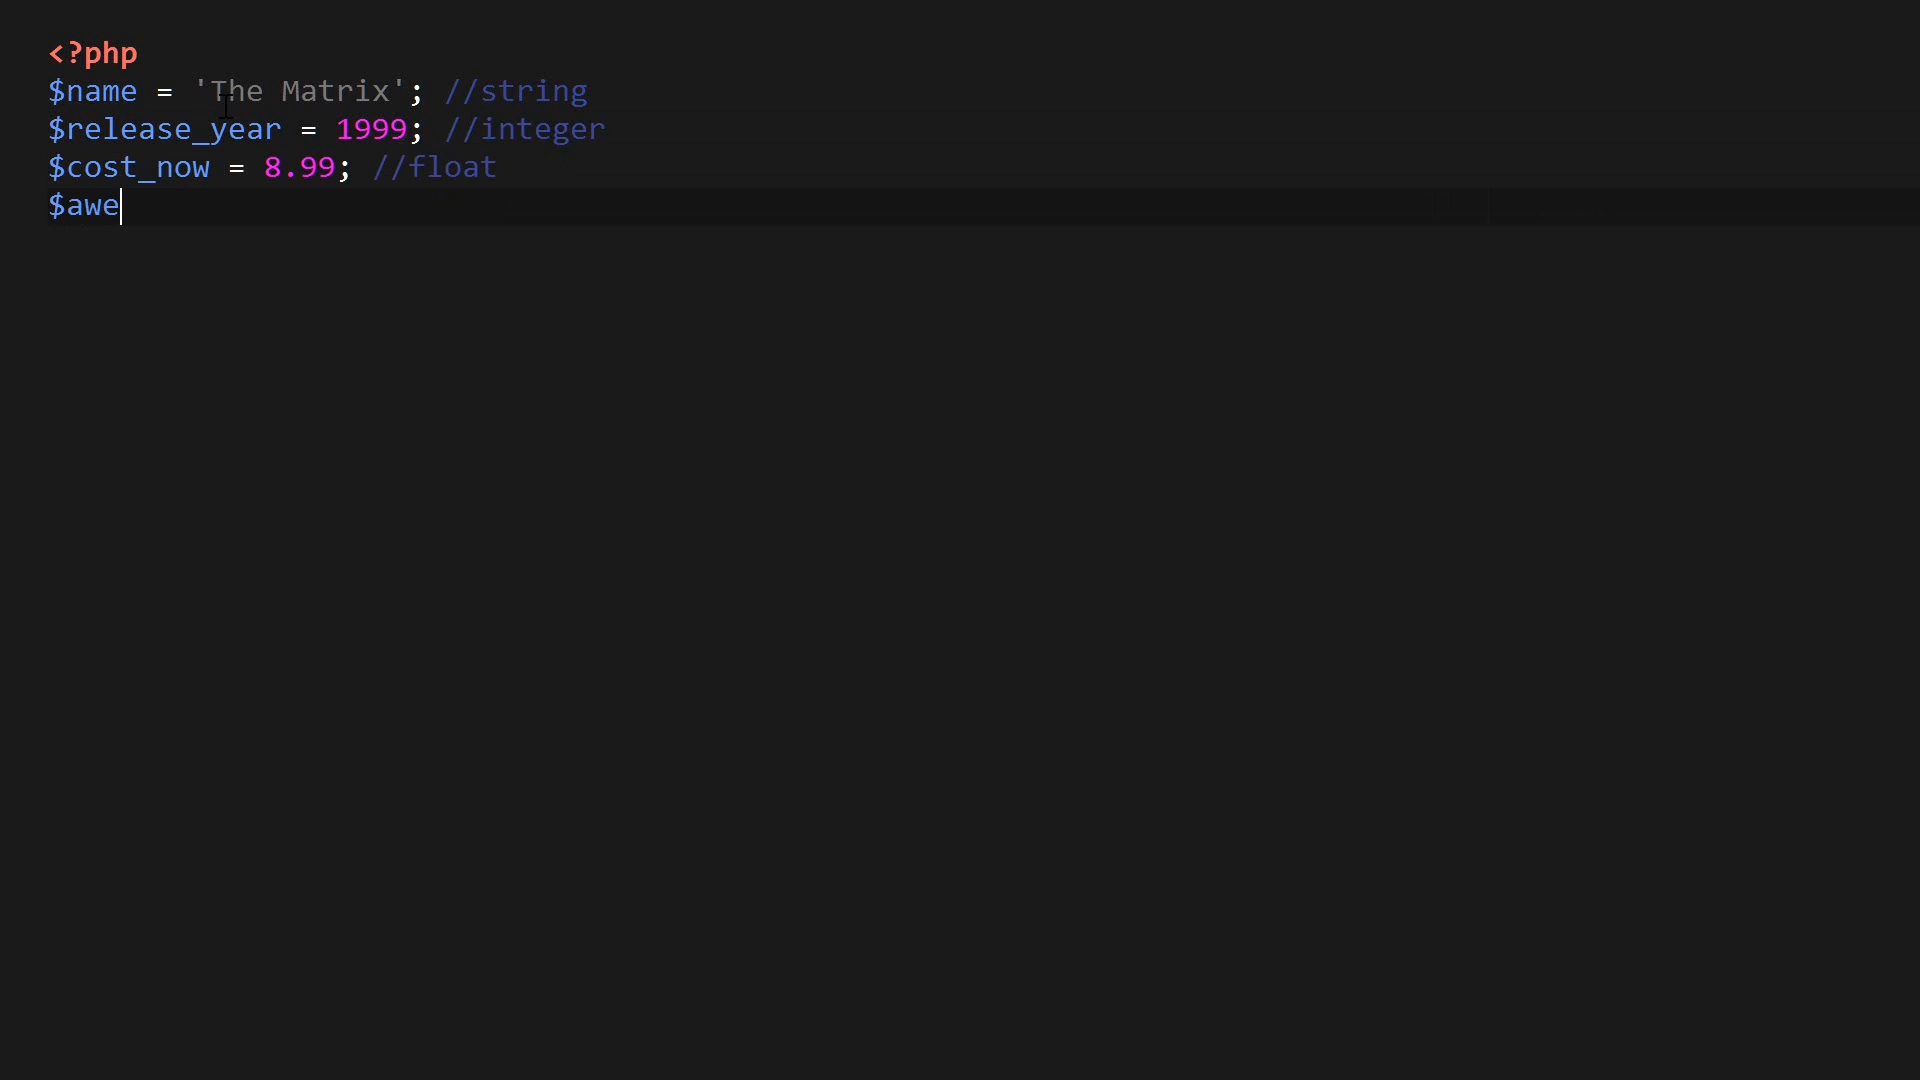 <?php
$name = 'The Matrix'; //string
$release_year = 1999; //integer
$cost_now = 8.99; //float
$awe